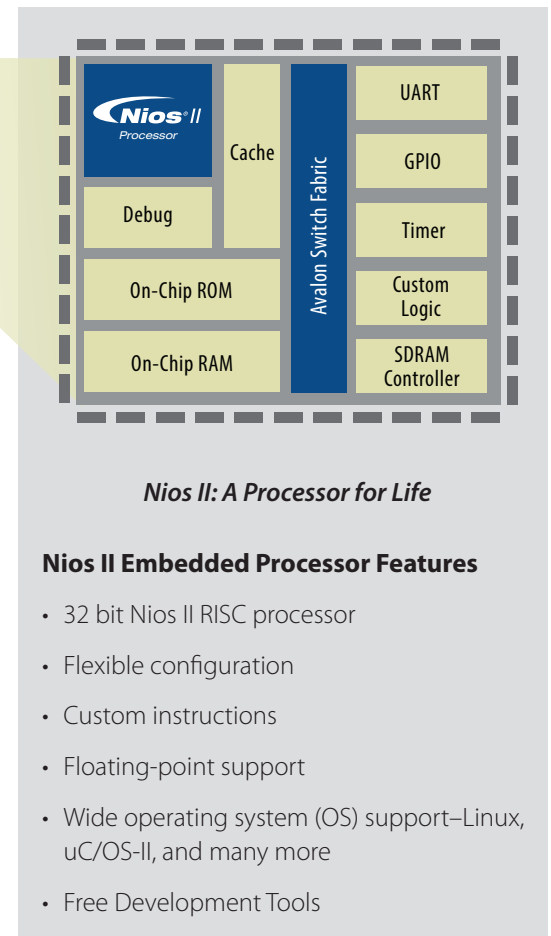 Nios® II
Processor
Cache
Debug
On-Chip ROM
On-Chip RAM
Avalon Switch Fabric
UART
GPIO
Timer
Custom
Logic
SDRAM
Controller
Nios II: A Processor for Life
Nios II Embedded Processor Features
• 32 bit Nios II RISC processor
• Flexible configuration
• Custom instructions
• Floating-point support
• Wide operating system (OS) support–Linux,
uC/OS-II, and many more
• Free Development Tools